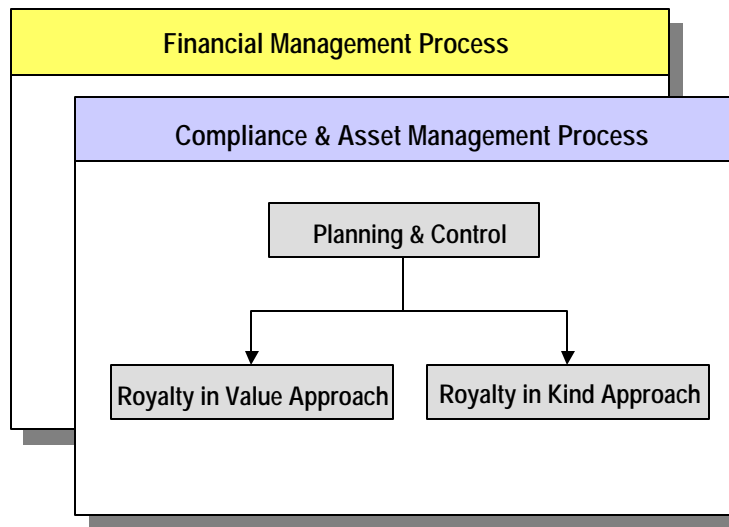 Financial Management Process
Compliance & Asset Management Process
Planning & Control
Royalty in Value Approach
Royalty in Kind Approach